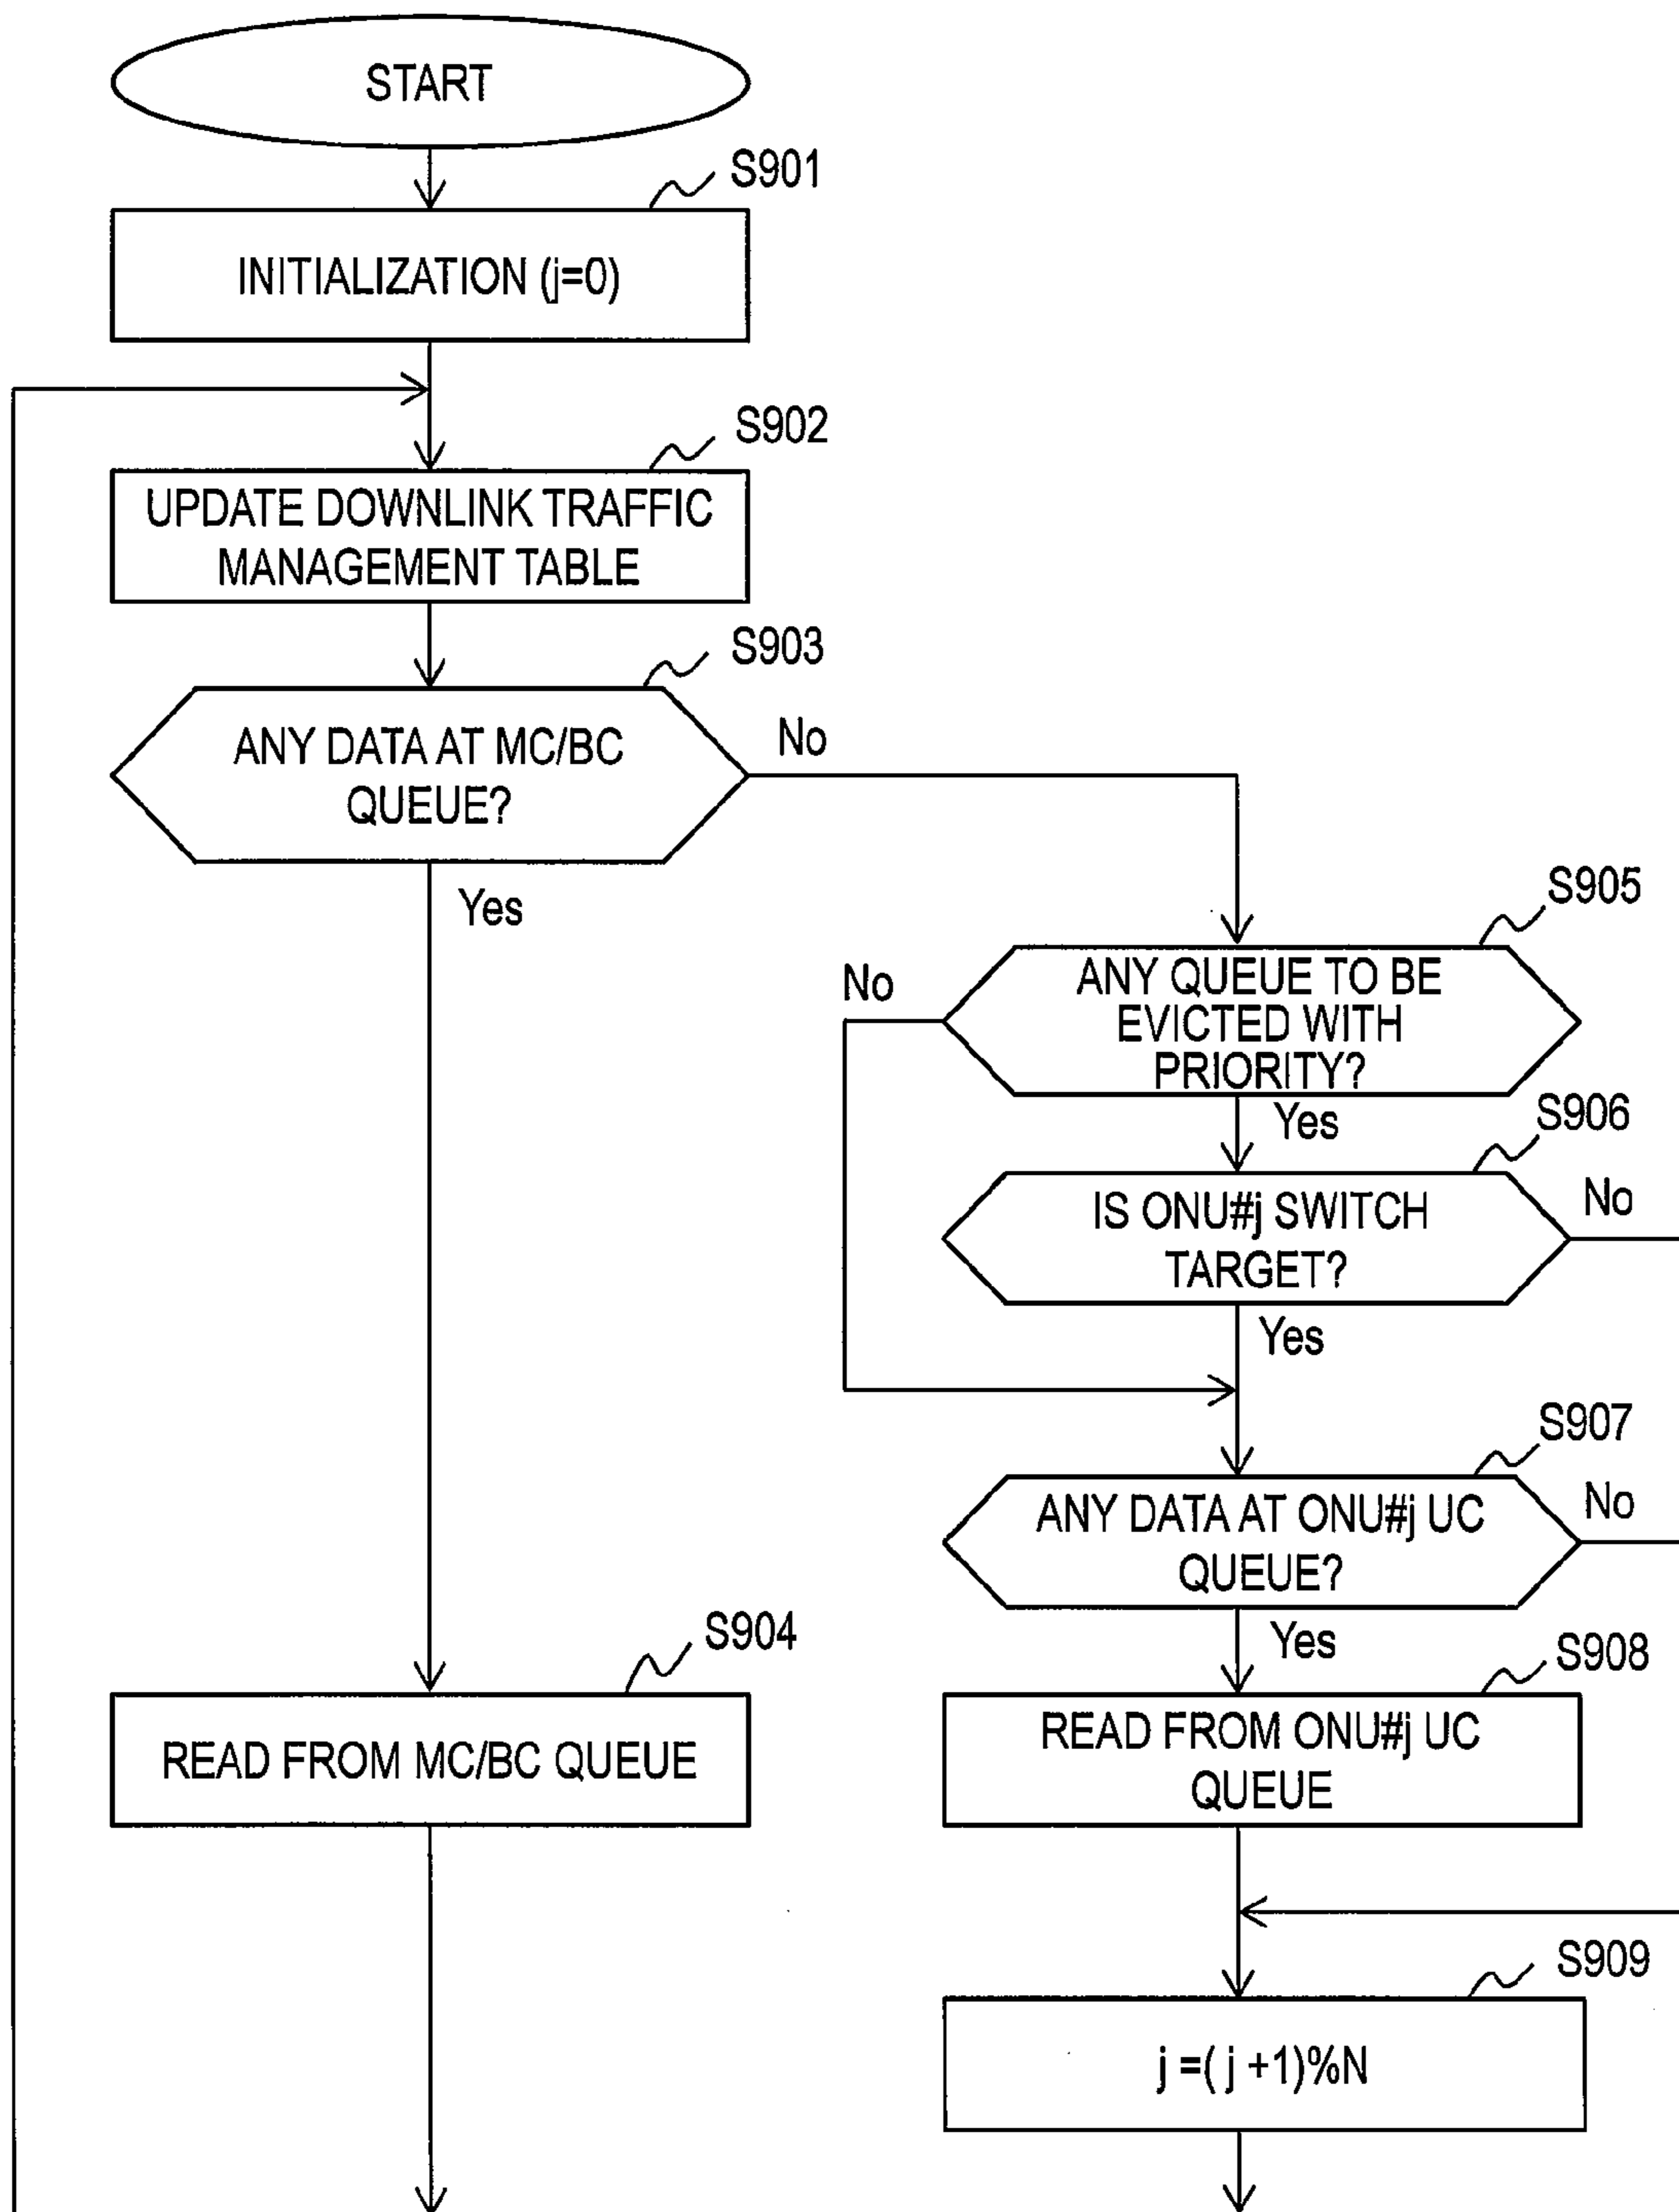 START
S901
INITIALIZATION (j=0)
S902
UPDATE DOWNLINK TRAFFIC
MANAGEMENT TABLE
S903
ANY DATA AT MC/BC
QUEUE?
No
Yes
S905
ANY QUEUE TO BE
EVICTED WITH
PRIORITY?
No
Yes
S906
IS ONU#j SWITCH
TARGET?
No
Yes
S907
ANY DATA AT ONU#j UC
QUEUE?
No
Yes
S904
READ FROM MC/BC QUEUE
S908
READ FROM ONU#j UC
QUEUE
S909
j =( j +1)%N